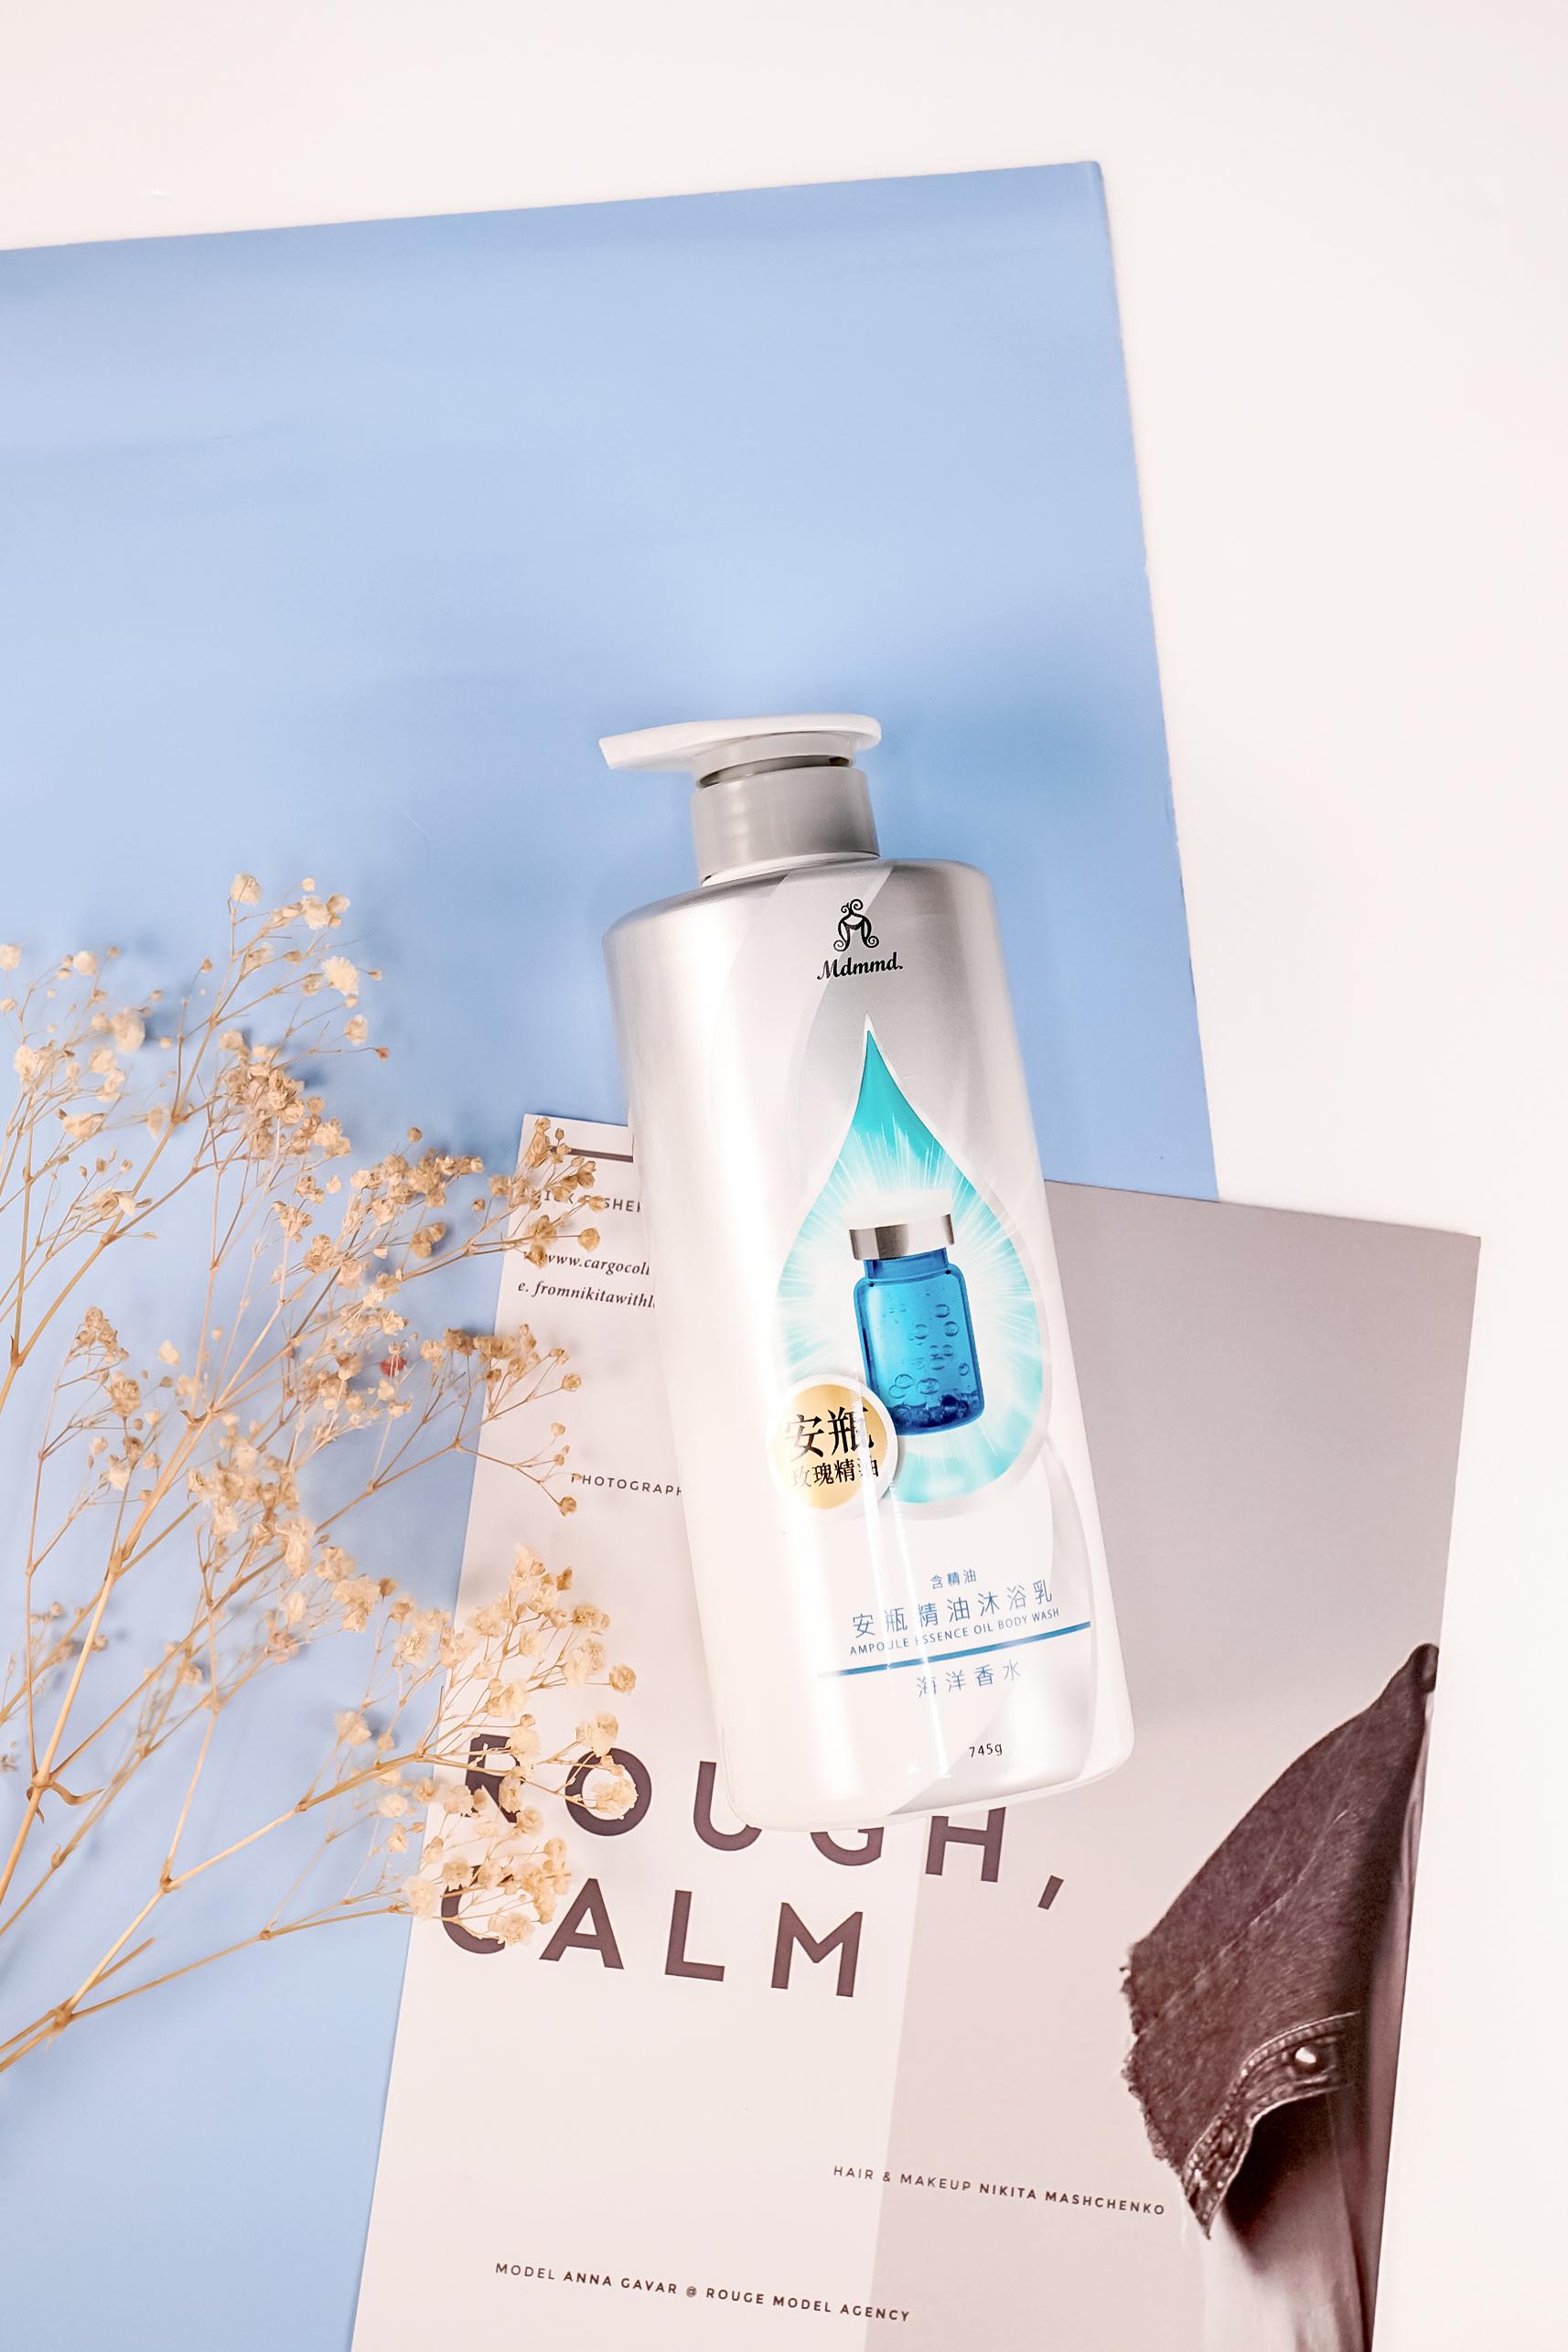 Mdmmd.
安瓶
玫瑰精油
含精油
安瓶精油沐浴乳
AMPOULE ESSENCE OIL BODY WASH
海洋香水
745g
www.cargocoll
e. fromnikitawithl
PHOTOGRAPH
ROUGH,
CALM
HAIR & MAKEUP NIKITA MASHCHENKO
MODEL ANNA GAVAR @ ROUGE MODEL AGENCY